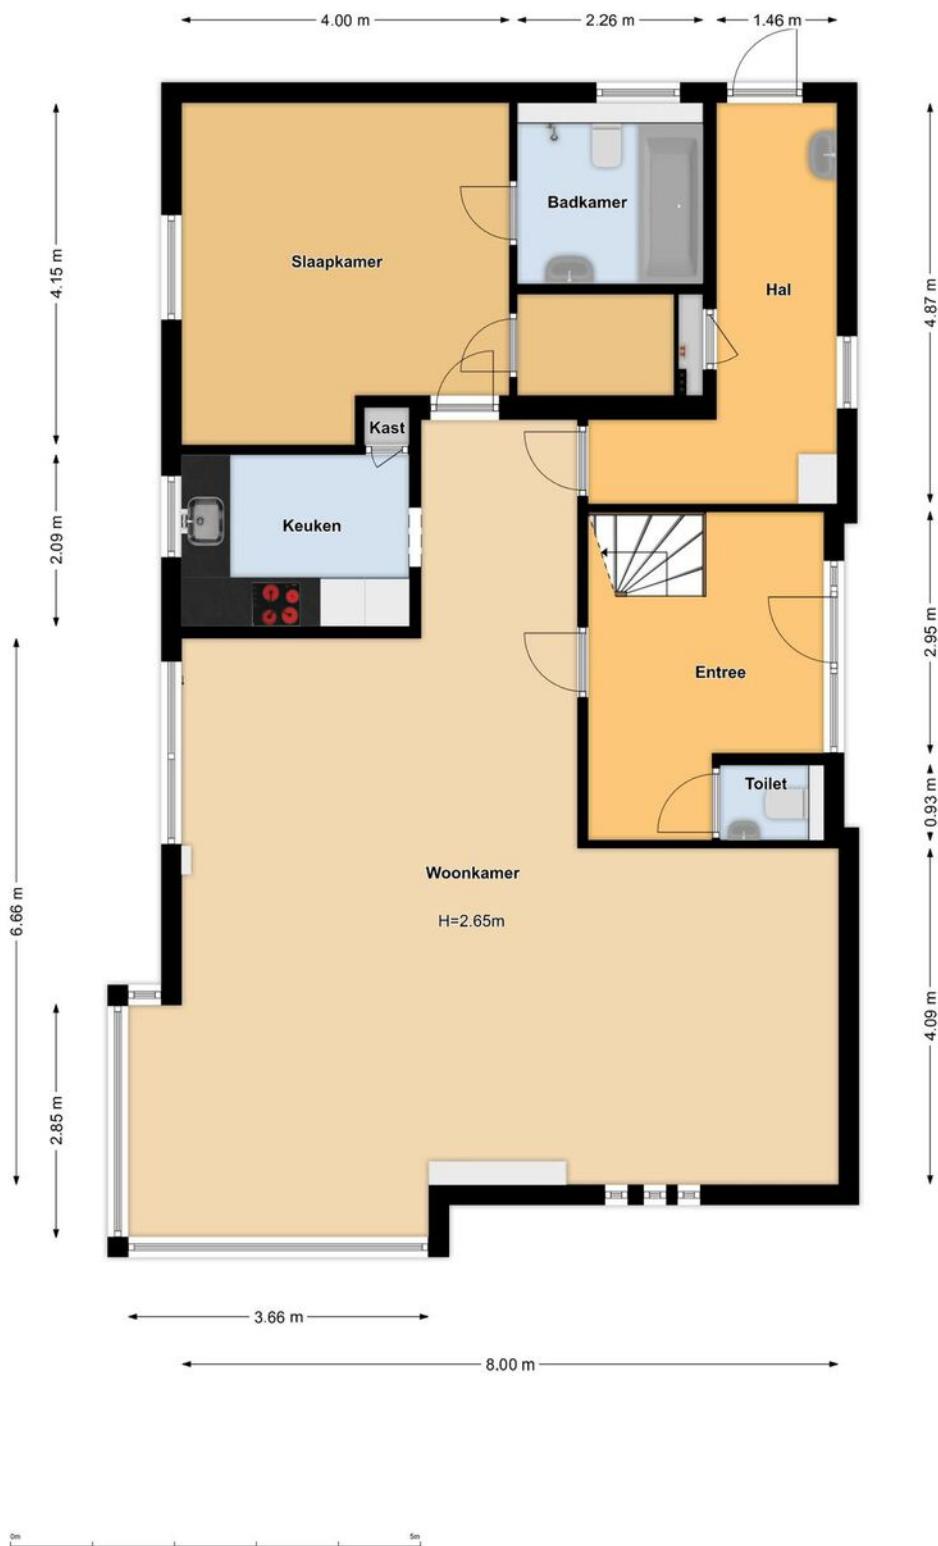 4.00 m
2.26 m
1.46 m
4.15 m
Badkamer
Slaapkamer
Hal
4.87 m
Kast
Keuken
2.09 m
2.95 m
Entree
Toilet
0.93 m
Woonkamer
H=2.65m
6.66 m
4.09 m
2.85 m
3.66 m
8.00 m
0m
5m